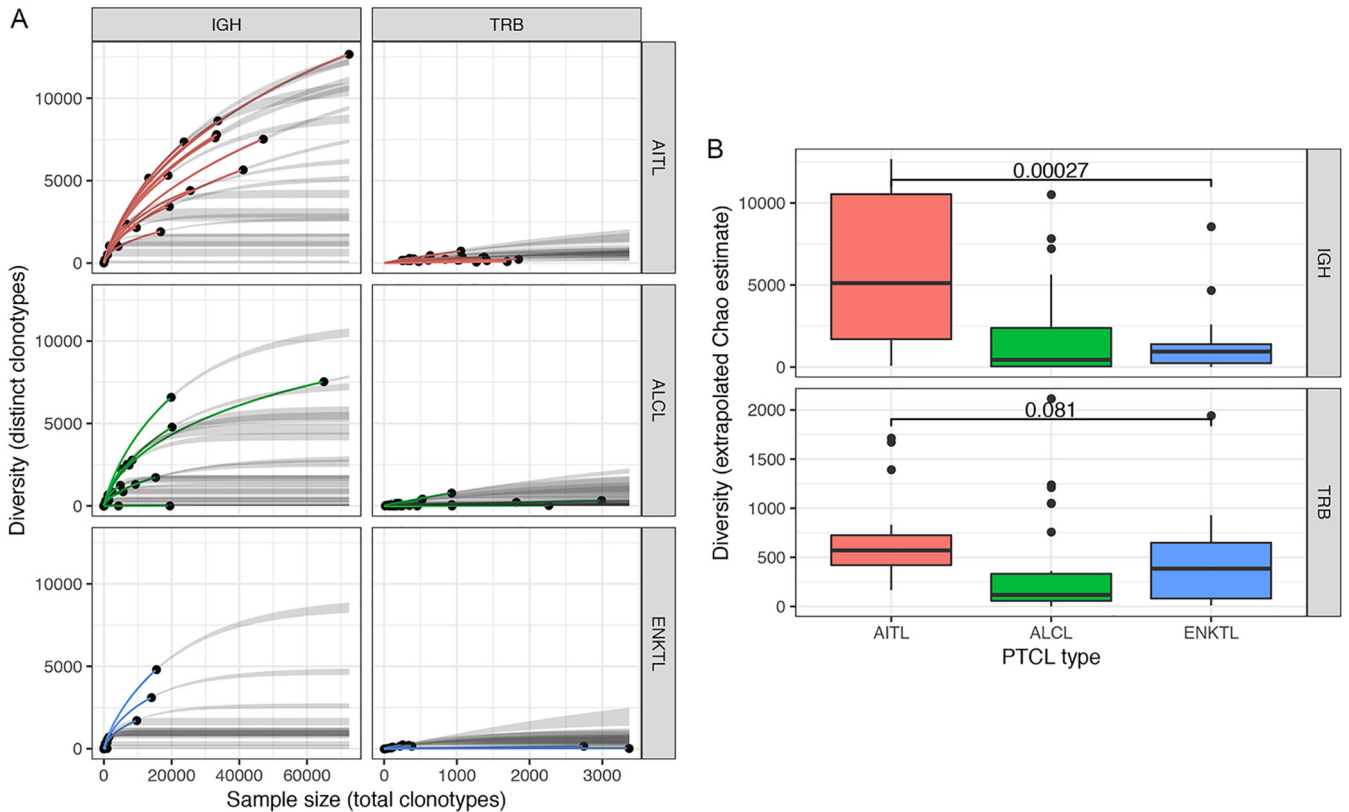 A
IGH
TRB
Diversity (distinct clonotypes)
10000
5000
0
AITL
10000
5000
0
ALCL
10000
5000
0
ENKTL
0
20000
40000
60000
0
1000
2000
3000
Sample size (total clonotypes)
B
Diversity (extrapolated Chao estimate)
10000
5000
0
0.00027
IGH
2000
1500
1000
500
0
0.081
TRB
AITL
ALCL
ENKTL
PTCL type